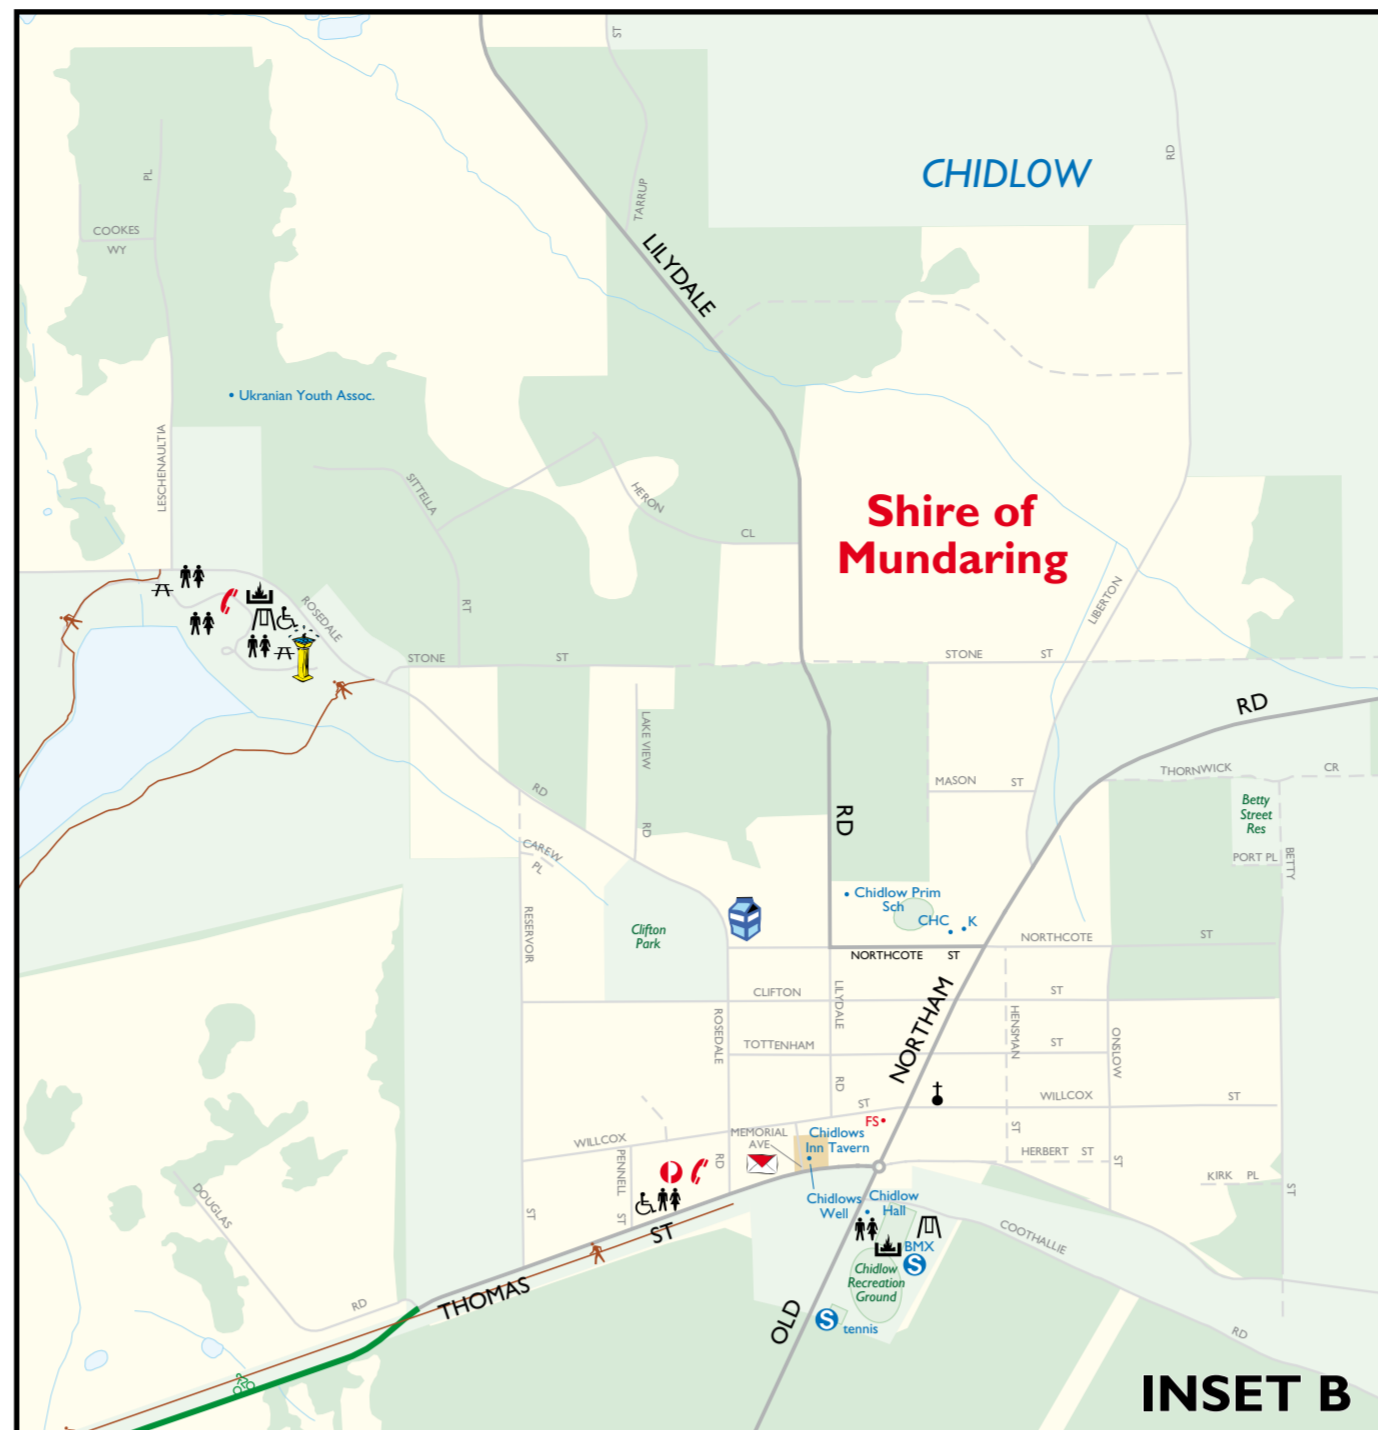 ST
CHIDLOW
RD
PL
TARRUP
COOKES
WY
LILYDALE
Ukranian Youth Assoc.
LESCHENAULTIA
SITTELLA
HERON
CL
Shire of
Mundaring
ROSEDALE
RT
LIBERTON
STONE
ST
STONE
ST
RD
LAKE VIEW
RD
THORNWICK
CR
MASON
ST
RD
RD
Betty
Street
Res
CAREW
PL
PORT PL
BETTY
Chidlow Prim
Sch
CHC
K
RESERVOIR
Clifton
Park
NORTHCOTE
ST
NORTHCOTE
ST
CLIFTON
LILYDALE
NORTHAM
ST
ROSEDALE
HENSMAN
ONSLOW
TOTTENHAM
ST
RD
WILLCOX
ST
ST
FS
WILLCOX
MEMORIAL
AVE
Chidlows
Inn Tavern
ST
HERBERT
ST
ST
PENNELL
RD
KIRK
PL
ST
DOUGLAS
Chidlows
Well
Chidlow
Hall
ST
ST
ST
COOTHALLIE
BMX
S
Chidlow
Recreation
Ground
THOMAS
RD
OLD
S
tennis
RD
INSET B